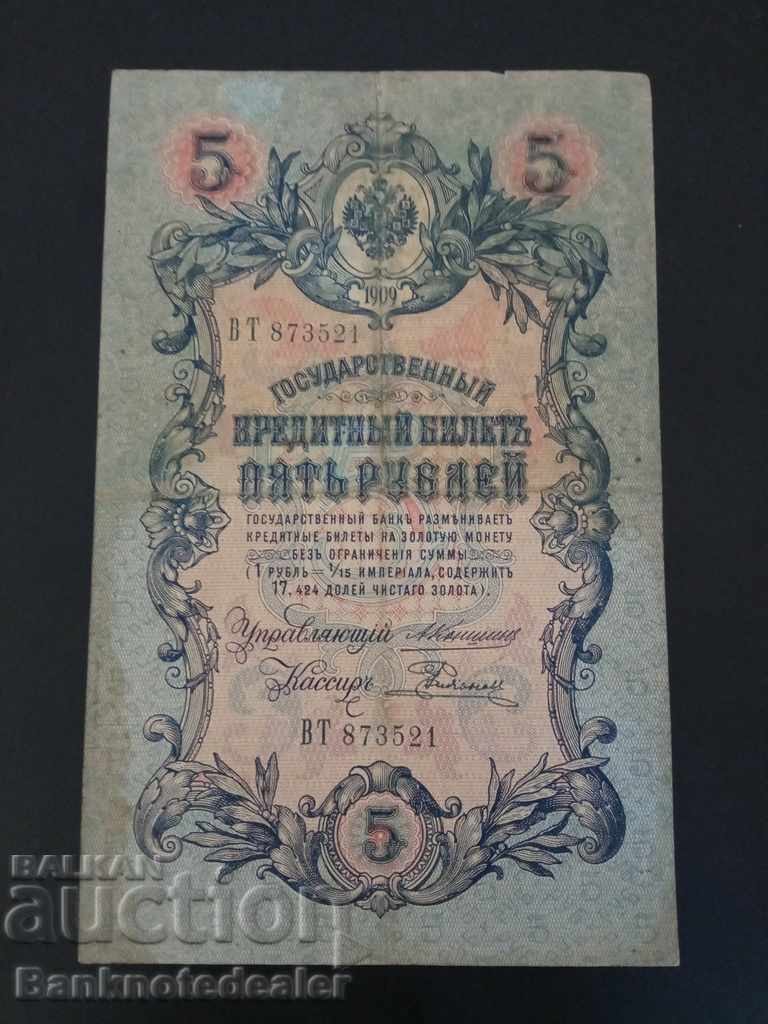 5 5
1909
ВТ 873521
ГОСУДАРСТВЕННЫЙ
КРЕДИТНЫЙ БИЛЕТЪ
ПЯТЬ РУБЛЕЙ
ГОСУДАРСТВЕННЫЙ БАНКЪ РАЗМѢНИВАЕТЪ
КРЕДИТНЫЕ БИЛЕТЫ НА ЗОЛОТУЮ МОНЕТУ
БЕЗЪ ОГРАНИЧЕНІЯ СУММЫ
(1 РУБЛЬ = 1/15 ИМПЕРІАЛА, СОДЕРЖИТЪ
17,424 ДОЛЕЙ ЧИСТАГО ЗОЛОТА).
Управляющій
Кассиръ
ВТ 873521
5
BALKAN
auction
Banknotedealer